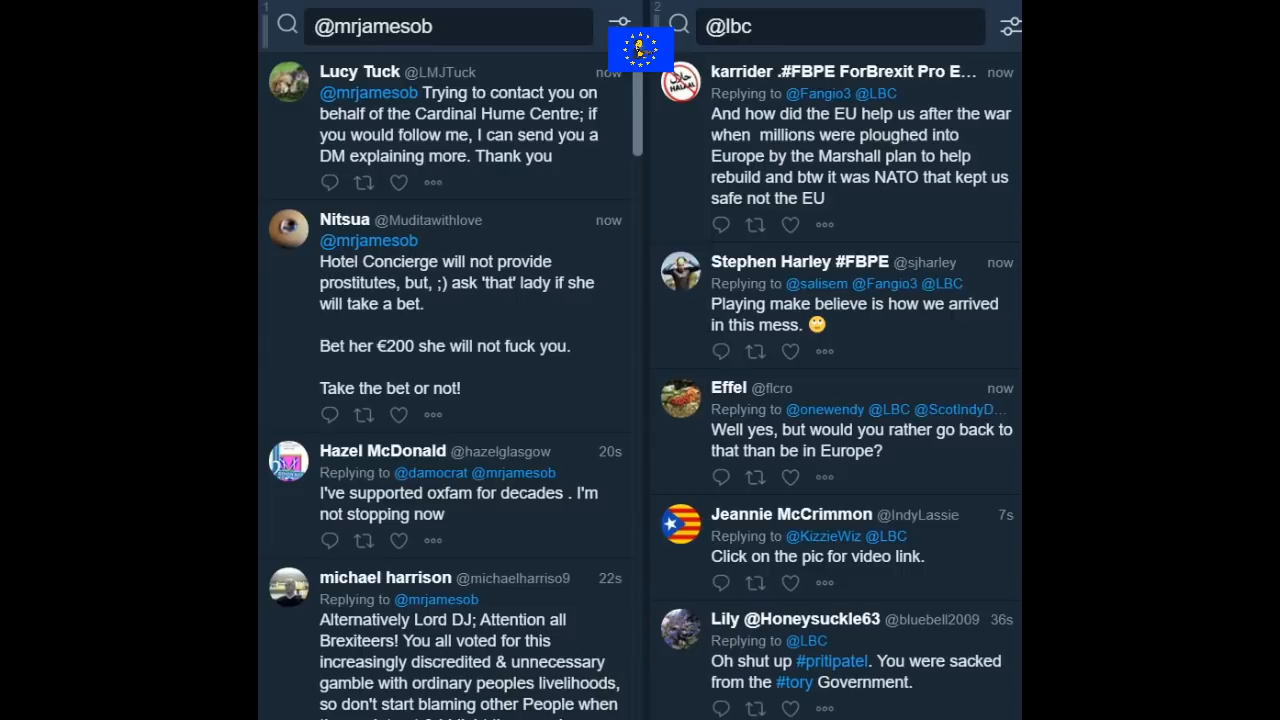 1
@mrjamesob
Lucy Tuck @LMJTuck now
@mrjamesob Trying to contact you on
behalf of the Cardinal Hume Centre; if
you would follow me, I can send you a
DM explaining more. Thank you
Nitsua @Muditawithlove now
@mrjamesob
Hotel Concierge will not provide
prostitutes, but, ;) ask 'that' lady if she
will take a bet.
Bet her €200 she will not fuck you.
Take the bet or not!
Hazel McDonald @hazelglasgow 20s
Replying to @damocrat @mrjamesob
I've supported oxfam for decades . I'm
not stopping now
michael harrison @michaelharriso9 22s
Replying to @mrjamesob
Alternatively Lord DJ; Attention all
Brexiteers! You all voted for this
increasingly discredited & unnecessary
gamble with ordinary peoples livelihoods,
so don't start blaming other People when
2
@lbc
karrider .#FBPE ForBrexit Pro E... now
Replying to @Fangio3 @LBC
And how did the EU help us after the war
when millions were ploughed into
Europe by the Marshall plan to help
rebuild and btw it was NATO that kept us
safe not the EU
Stephen Harley #FBPE @sjharley now
Replying to @salisem @Fangio3 @LBC
Playing make believe is how we arrived
in this mess. 🙄
Effel @flcro now
Replying to @onewendy @LBC @ScotIndyD...
Well yes, but would you rather go back to
that than be in Europe?
Jeannie McCrimmon @IndyLassie 7s
Replying to @KizzieWiz @LBC
Click on the pic for video link.
Lily @Honeysuckle63 @bluebell2009 36s
Replying to @LBC
Oh shut up #pritipatel. You were sacked
from the #tory Government.